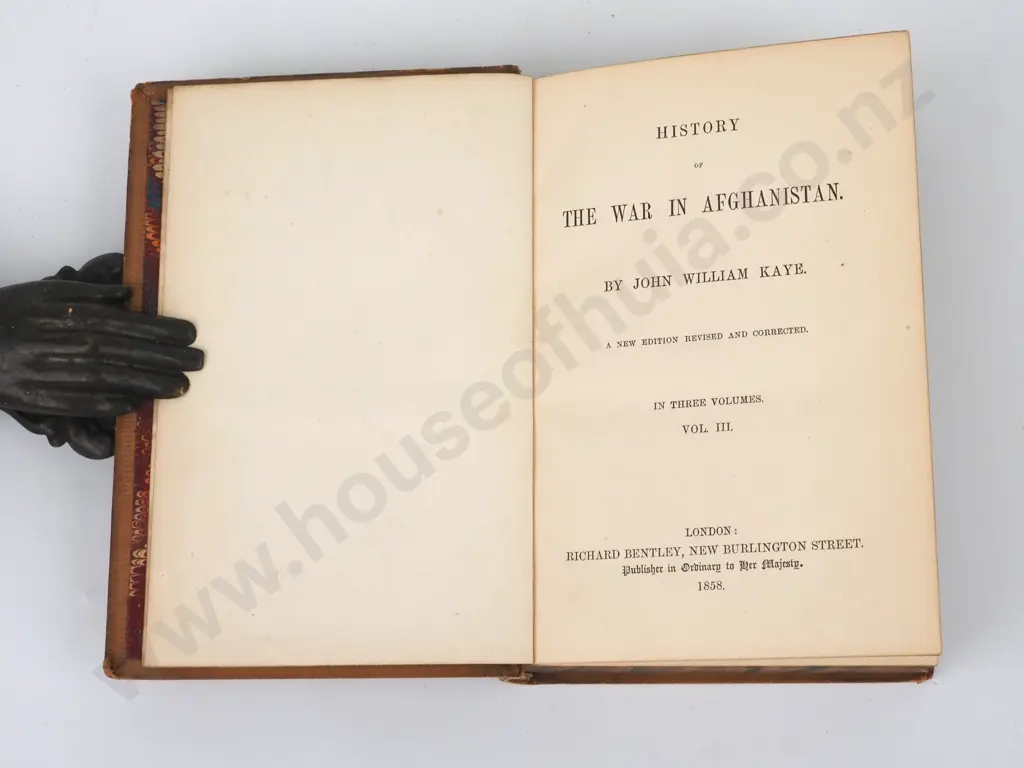 HISTORY
OF
THE WAR IN AFGHANISTAN.
BY JOHN WILLIAM KAYE.
A NEW EDITION REVISED AND CORRECTED.
IN THREE VOLUMES.
VOL. III.
LONDON:
RICHARD BENTLEY, NEW BURLINGTON STREET.
Publisher in Ordinary to Her Majesty.
1858.
www.houseofhuia.co.nz